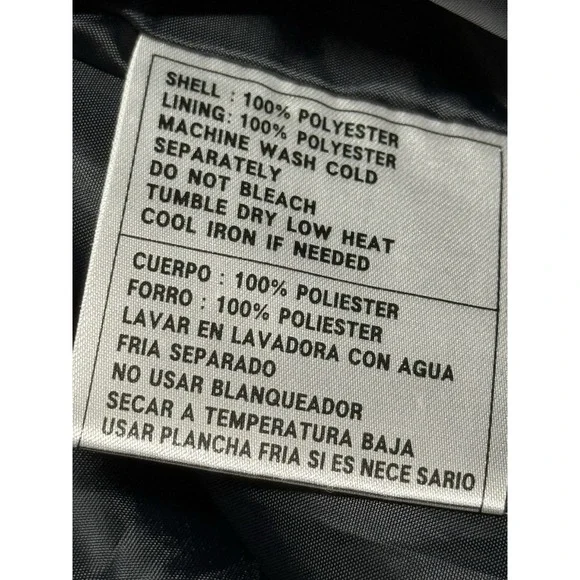 SHELL : 100% POLYESTER
LINING: 100% POLYESTER
MACHINE WASH COLD
SEPARATELY
DO NOT BLEACH
TUMBLE DRY LOW HEAT
COOL IRON IF NEEDED
CUERPO : 100% POLIESTER
FORRO : 100% POLIESTER
LAVAR EN LAVADORA CON AGUA
FRIA SEPARADO
NO USAR BLANQUEADOR
SECAR A TEMPERATURA BAJA
USAR PLANCHA FRIA SI ES NECE SARIO